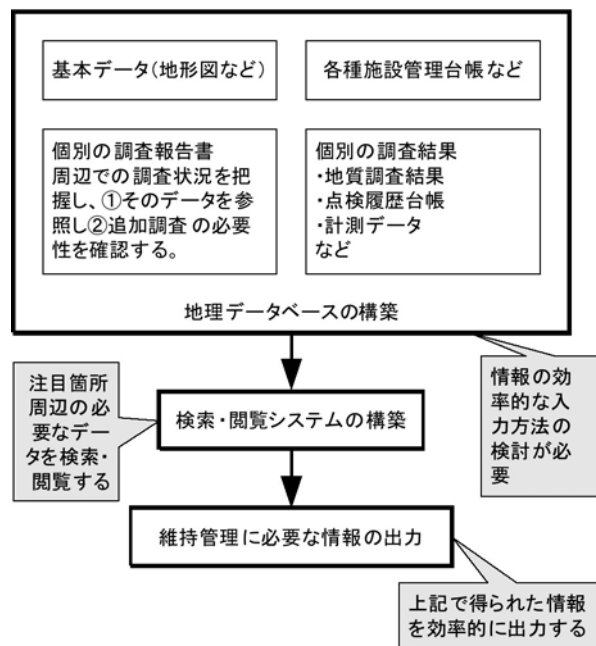 基本データ(地形図など)
各種施設管理台帳など
個別の調査報告書
周辺での調査状況を把
握し、①そのデータを参
照し②追加調査の必要
性を確認する。
個別の調査結果
・地質調査結果
・点検履歴台帳
・計測データ
など
地理データベースの構築
注目箇所
周辺の必
要なデー
タを検索・
閲覧する
検索・閲覧システムの構築
情報の効
率的な入
力方法の
検討が必
要
維持管理に必要な情報の出力
上記で得られた情報
を効率的に出力する